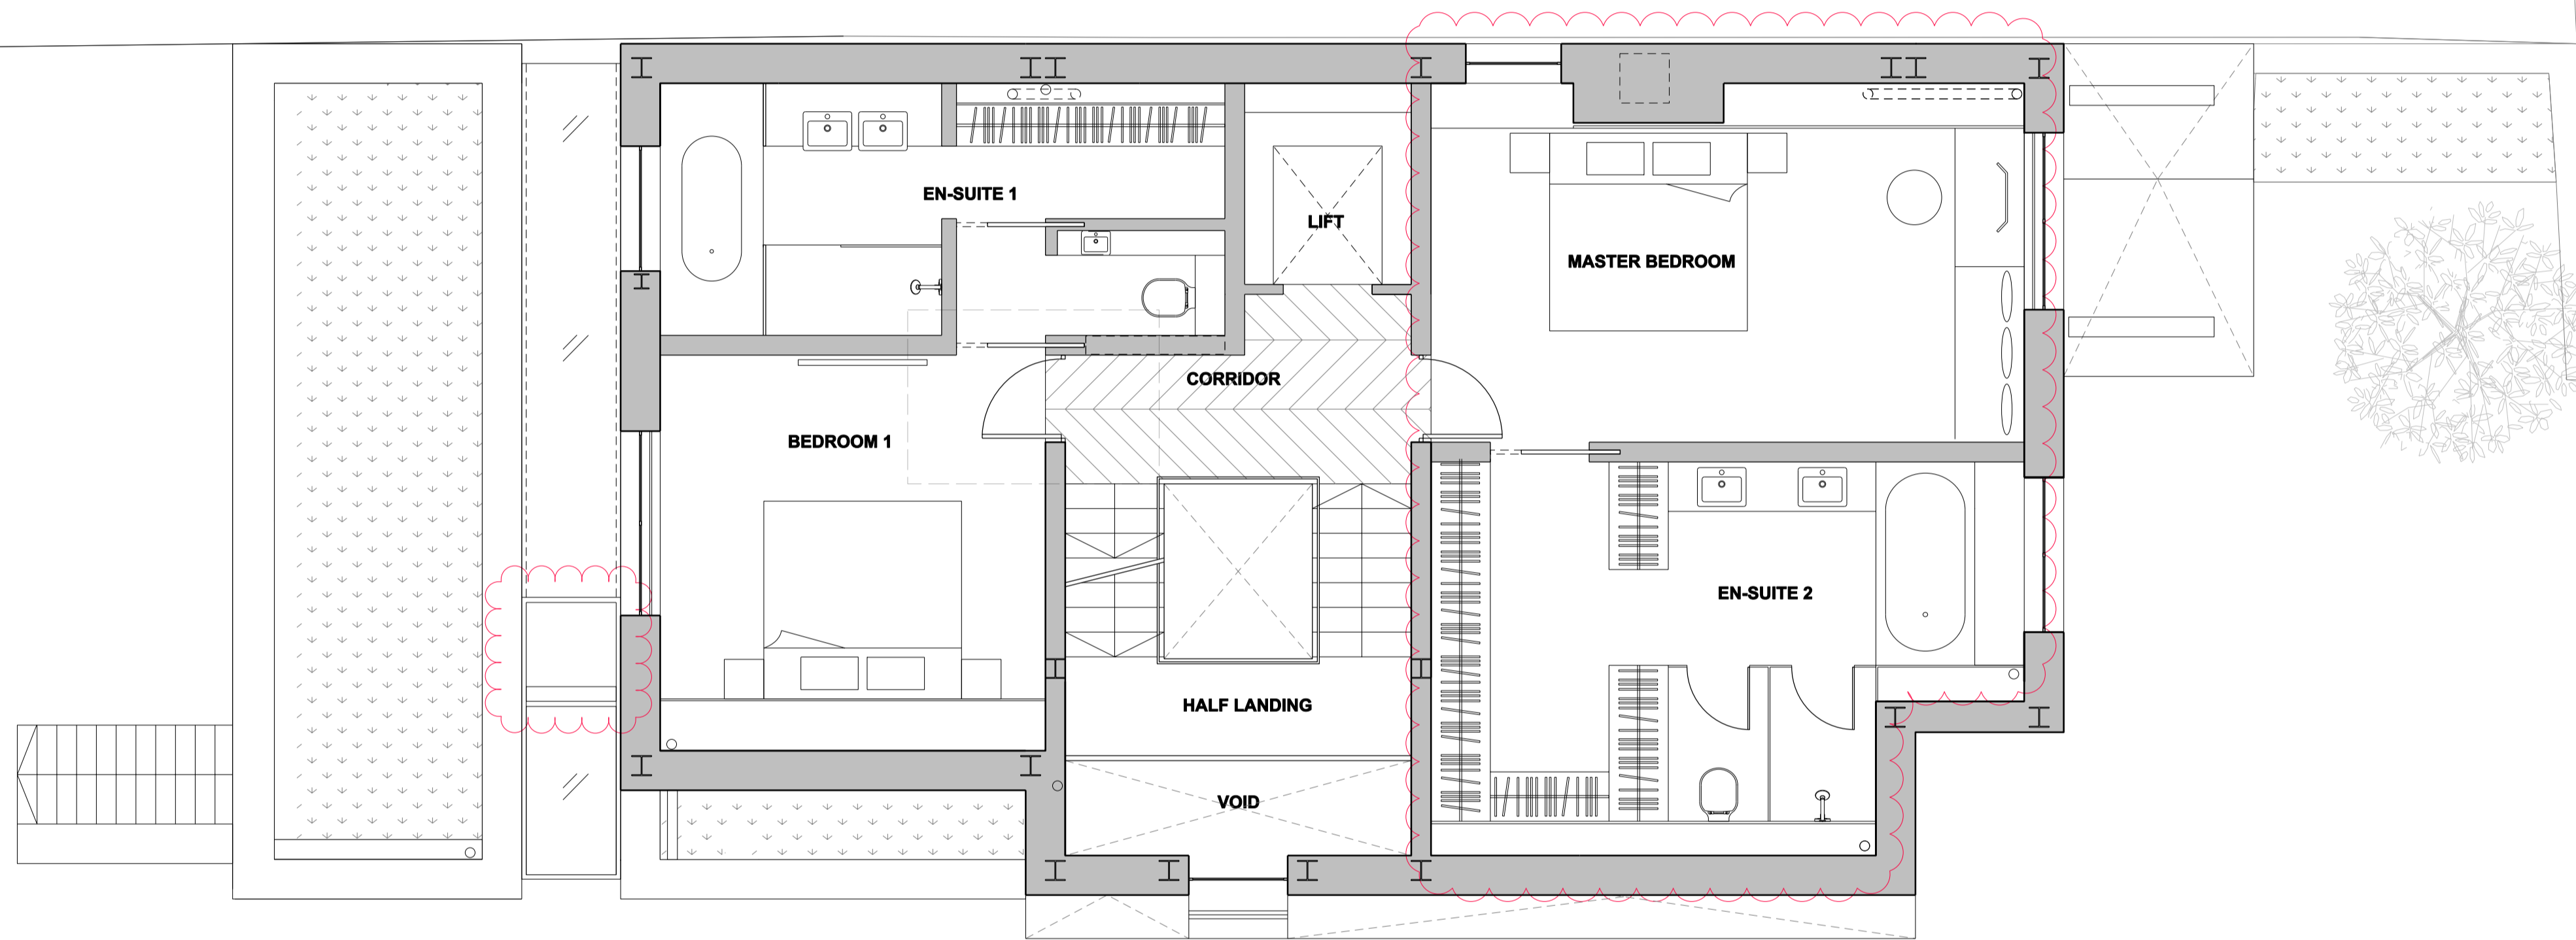 EN-SUITE 1
LIFT
MASTER BEDROOM
CORRIDOR
BEDROOM 1
EN-SUITE 2
HALF LANDING
VOID